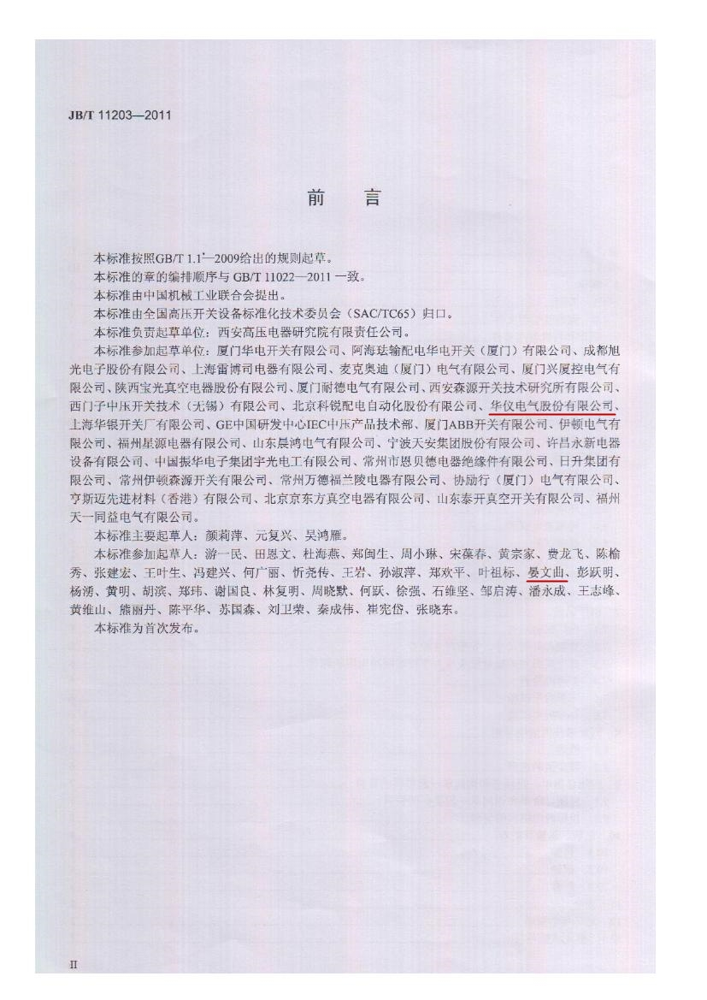 JB/T 11203—2011
前 言
本标准按照GB/T 1.1—2009给出的规则起草。
本标准的章的编排顺序与 GB/T 11022—2011 一致。
本标准由中国机械工业联合会提出。
本标准由全国高压开关设备标准化技术委员会（SAC/TC65）归口。
本标准负责起草单位：西安高压电器研究院有限责任公司。
本标准参加起草单位：厦门华电开关有限公司、阿海珐输配电华电开关（厦门）有限公司、成都旭
光电子股份有限公司、上海雷博司电器有限公司、麦克奥迪（厦门）电气有限公司、厦门兴厦控电气有
限公司、陕西宝光真空电器股份有限公司、厦门耐德电气有限公司、西安森源开关技术研究所有限公司、
西门子中压开关技术（无锡）有限公司、北京科锐配电自动化股份有限公司、华仪电气股份有限公司、
上海华银开关厂有限公司、GE中国研发中心IEC中压产品技术部、厦门ABB开关有限公司、伊顿电气有
限公司、福州星源电器有限公司、山东晨鸿电气有限公司、宁波天安集团股份有限公司、许昌永新电器
设备有限公司、中国振华电子集团宇光电工有限公司、常州市恩贝德电器绝缘件有限公司、日升集团有
限公司、常州伊顿森源开关有限公司、常州万德福兰陵电器有限公司、协励行（厦门）电气有限公司、
亨斯迈先进材料（香港）有限公司、北京京东方真空电器有限公司、山东泰开真空开关有限公司、福州
天一同益电气有限公司。
本标准主要起草人：颜莉萍、元复兴、吴鸿雁。
本标准参加起草人：游一民、田恩文、杜海燕、郑闽生、周小琳、宋葆春、黄宗家、费龙飞、陈榆
秀、张建宏、王叶生、冯建兴、何广丽、忻尧传、王岩、孙淑萍、郑欢平、叶祖标、晏文曲、彭跃明、
杨湧、黄明、胡滨、郑玮、谢国良、林复明、周晓默、何跃、徐强、石维坚、邹启涛、潘永成、王志峰、
黄维山、熊丽丹、陈平华、苏国森、刘卫荣、秦成伟、崔宪岱、张晓东。
本标准为首次发布。
II